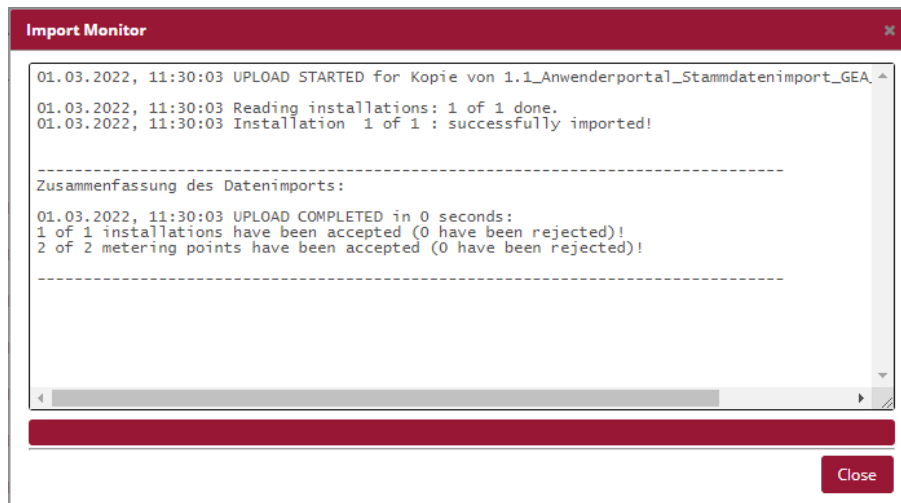 Import Monitor
01.03.2022, 11:30:03 UPLOAD STARTED for Kopie von 1.1_Anwenderportal_Stammdatenimport_GEA_
01.03.2022, 11:30:03 Reading installations: 1 of 1 done.
01.03.2022, 11:30:03 Installation  1 of 1 : successfully imported!
--------------------------------------------------------------------------------
Zusammenfassung des Datenimports:
01.03.2022, 11:30:03 UPLOAD COMPLETED in 0 seconds:
1 of 1 installations have been accepted (0 have been rejected)!
2 of 2 metering points have been accepted (0 have been rejected)!
--------------------------------------------------------------------------------
Close